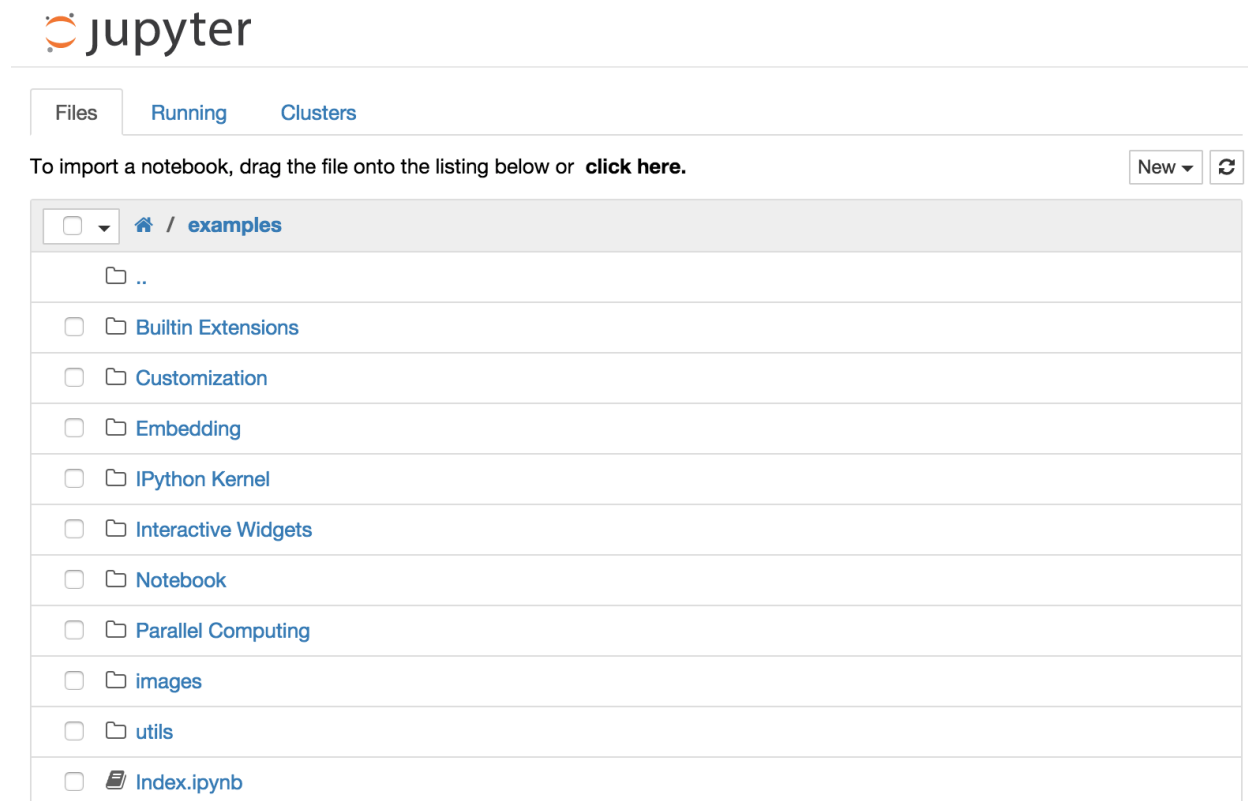 jupyter
Files Running Clusters
To import a notebook, drag the file onto the listing below or click here.
New
/ examples
..
Builtin Extensions
Customization
Embedding
IPython Kernel
Interactive Widgets
Notebook
Parallel Computing
images
utils
Index.ipynb